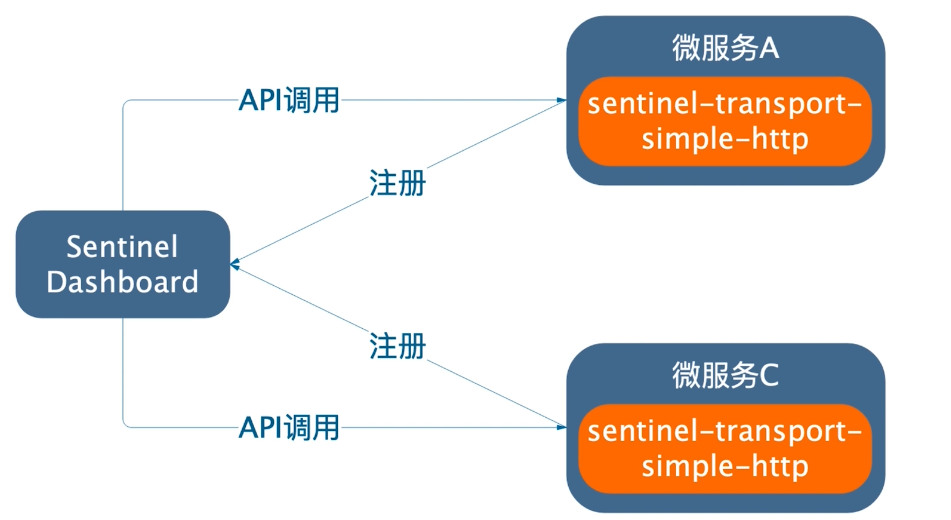 微服务A
sentinel-transport-
simple-http
API调用
注册
Sentinel
Dashboard
注册
API调用
微服务C
sentinel-transport-
simple-http